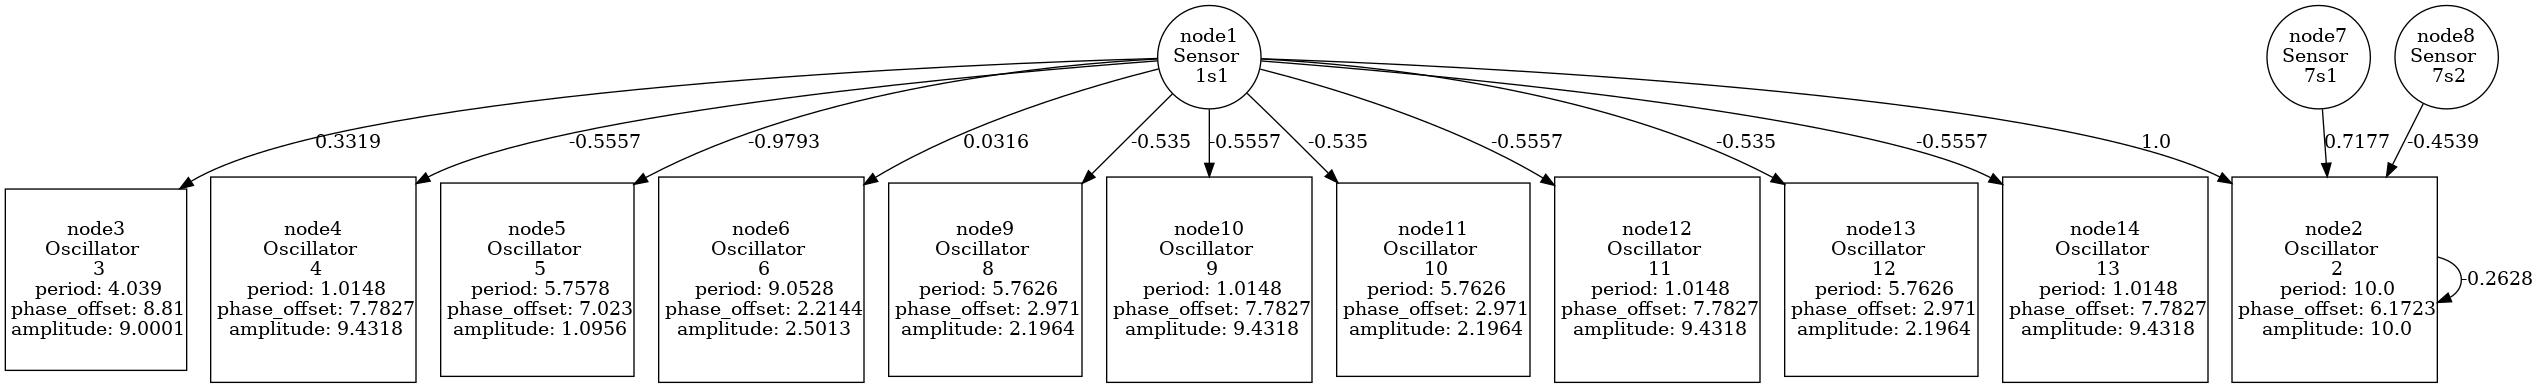 node1
Sensor
1s1
node7
Sensor
7s1
node8
Sensor
7s2
0.3319
-0.5557
-0.9793
0.0316
-0.535
-0.5557
-0.535
-0.5557
-0.535
-0.5557
1.0
0.7177
-0.4539
node3
Oscillator
3
period: 4.039
phase_offset: 8.81
amplitude: 9.0001
node4
Oscillator
4
period: 1.0148
phase_offset: 7.7827
amplitude: 9.4318
node5
Oscillator
5
period: 5.7578
phase_offset: 7.023
amplitude: 1.0956
node6
Oscillator
6
period: 9.0528
phase_offset: 2.2144
amplitude: 2.5013
node9
Oscillator
8
period: 5.7626
phase_offset: 2.971
amplitude: 2.1964
node10
Oscillator
9
period: 1.0148
phase_offset: 7.7827
amplitude: 9.4318
node11
Oscillator
10
period: 5.7626
phase_offset: 2.971
amplitude: 2.1964
node12
Oscillator
11
period: 1.0148
phase_offset: 7.7827
amplitude: 9.4318
node13
Oscillator
12
period: 5.7626
phase_offset: 2.971
amplitude: 2.1964
node14
Oscillator
13
period: 1.0148
phase_offset: 7.7827
amplitude: 9.4318
node2
Oscillator
2
period: 10.0
phase_offset: 6.1723
amplitude: 10.0
-0.2628